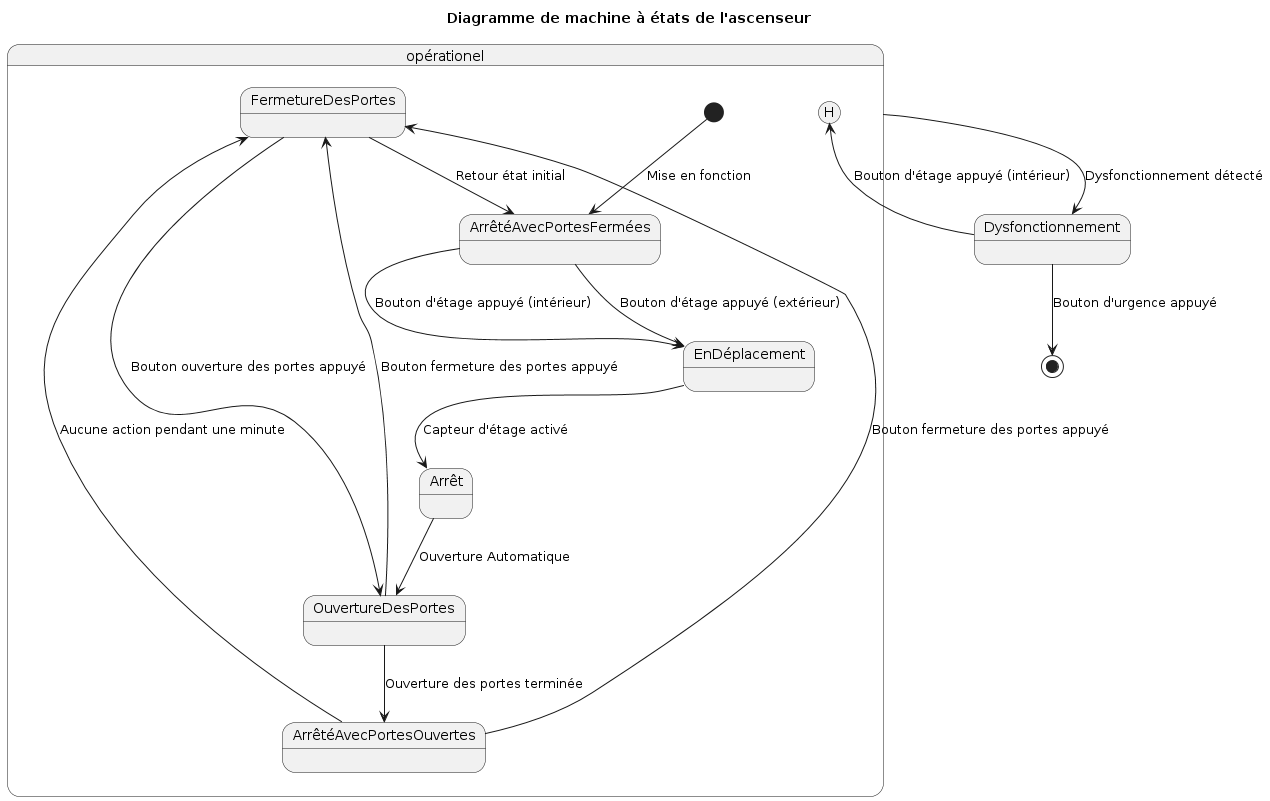 Diagramme de machine à états de l'ascenseur
opérationel
FermetureDesPortes
H
Retour état initial
Mise en fonction
Bouton d'étage appuyé (intérieur)
Dysfonctionnement détecté
ArrêtéAvecPortesFermées
Dysfonctionnement
Bouton d'étage appuyé (intérieur)
Bouton d'étage appuyé (extérieur)
Bouton d'urgence appuyé
EnDéplacement
Bouton ouverture des portes appuyé
Bouton fermeture des portes appuyé
Aucune action pendant une minute
Capteur d'étage activé
Bouton fermeture des portes appuyé
Arrêt
Ouverture Automatique
OuvertureDesPortes
Ouverture des portes terminée
ArrêtéAvecPortesOuvertes